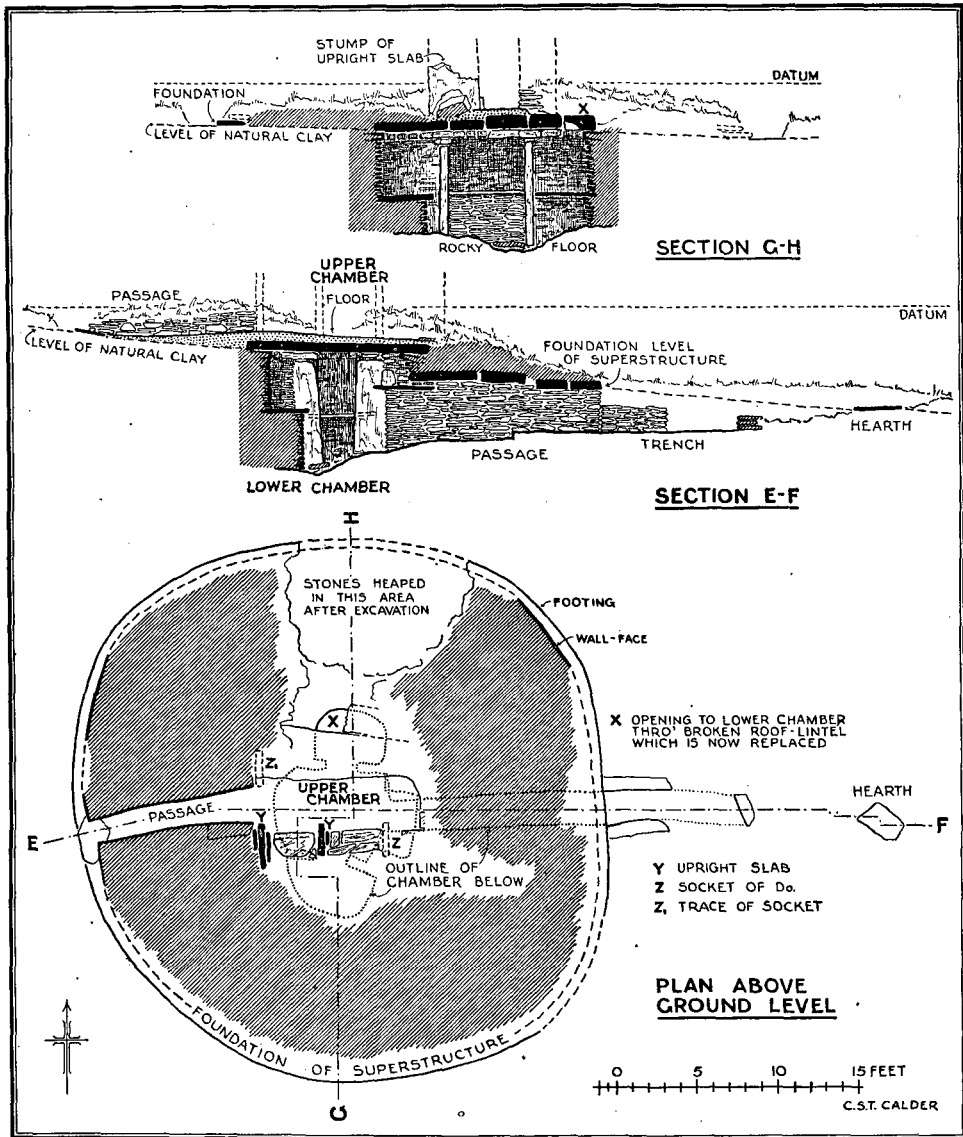 STUMP OF
UPRIGHT SLAB
DATUM
FOUNDATION
X
LEVEL OF NATURAL CLAY
ROCKY FLOOR
SECTION G-H
UPPER
CHAMBER
PASSAGE
FLOOR
DATUM
LEVEL OF NATURAL CLAY
FOUNDATION LEVEL
OF SUPERSTRUCTURE
HEARTH
PASSAGE
TRENCH
LOWER CHAMBER
SECTION E-F
H
STONES HEAPED
IN THIS AREA
AFTER EXCAVATION
FOOTING
WALL-FACE
X
X OPENING TO LOWER CHAMBER
THRO' BROKEN ROOF-LINTEL
WHICH IS NOW REPLACED
Z₁
UPPER
CHAMBER
HEARTH
PASSAGE
Y
Y
E
F
Z
OUTLINE OF
CHAMBER BELOW
Y UPRIGHT SLAB
Z SOCKET OF Do.
Z₁ TRACE OF SOCKET
PLAN ABOVE
GROUND LEVEL
FOUNDATION OF SUPERSTRUCTURE
G
0 5 10 15 FEET
C.S.T. CALDER